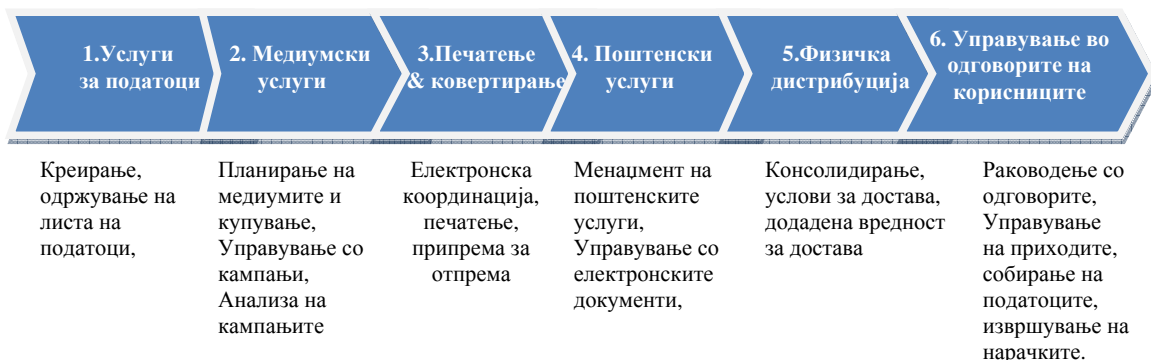 1.Услуги
за податоци
2. Медиумски
услуги
3.Печатење
& ковертирање
4. Поштенски
услуги
5.Физичка
дистрибуција
6. Управување во
одговорите на
корисниците
Креирање,
одржување на
листа на
податоци,
Планирање на
медиумите и
купување,
Управување со
кампањи,
Анализа на
кампањите
Електронска
координација,
печатење,
припрема за
отпрема
Менаџмент на
поштенските
услуги,
Управување со
електронските
документи,
Консолидирање,
услови за достава,
додадена вредност
за достава
Раководење со
одговорите,
Управување
на приходите,
собирање на
податоците,
извршување на
нарачките.